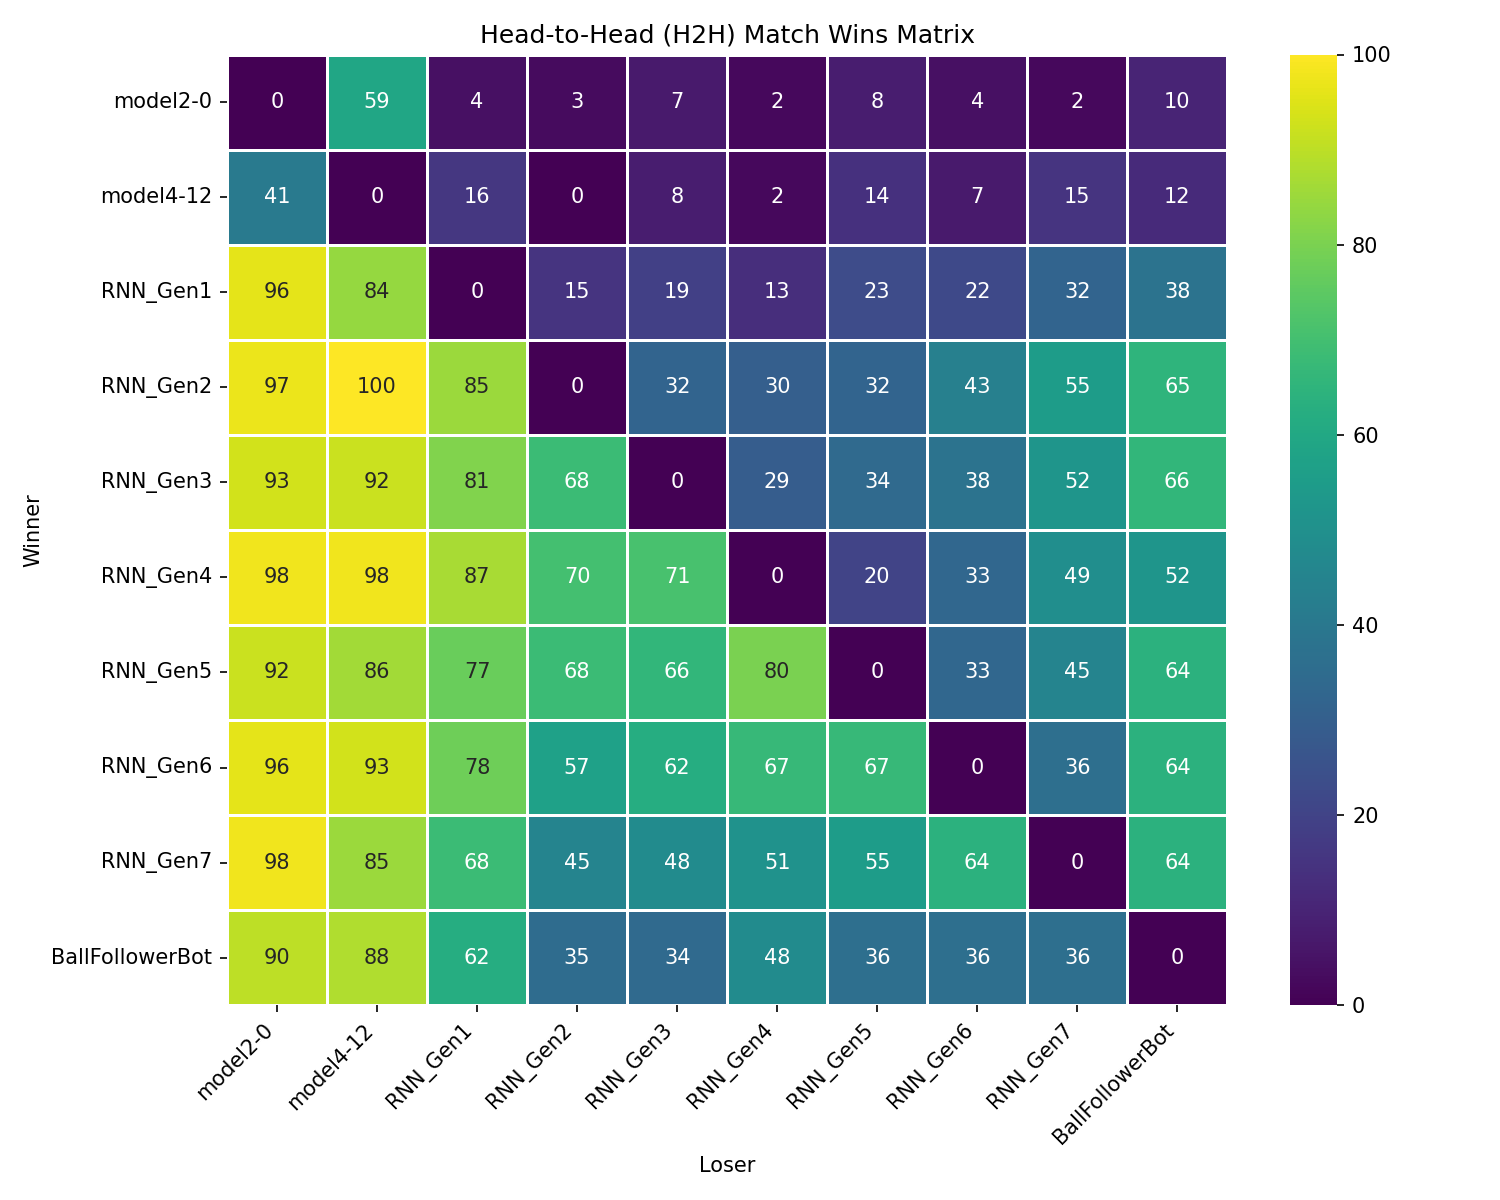 Head-to-Head (H2H) Match Wins Matrix
Winner
model2-0 0 59 4 3 7 2 8 4 2 10
model4-12 41 0 16 0 8 2 14 7 15 12
RNN_Gen1 96 84 0 15 19 13 23 22 32 38
RNN_Gen2 97 100 85 0 32 30 32 43 55 65
RNN_Gen3 93 92 81 68 0 29 34 38 52 66
RNN_Gen4 98 98 87 70 71 0 20 33 49 52
RNN_Gen5 92 86 77 68 66 80 0 33 45 64
RNN_Gen6 96 93 78 57 62 67 67 0 36 64
RNN_Gen7 98 85 68 45 48 51 55 64 0 64
BallFollowerBot 90 88 62 35 34 48 36 36 36 0
model2-0 model4-12 RNN_Gen1 RNN_Gen2 RNN_Gen3 RNN_Gen4 RNN_Gen5 RNN_Gen6 RNN_Gen7 BallFollowerBot
Loser
100
80
60
40
20
0